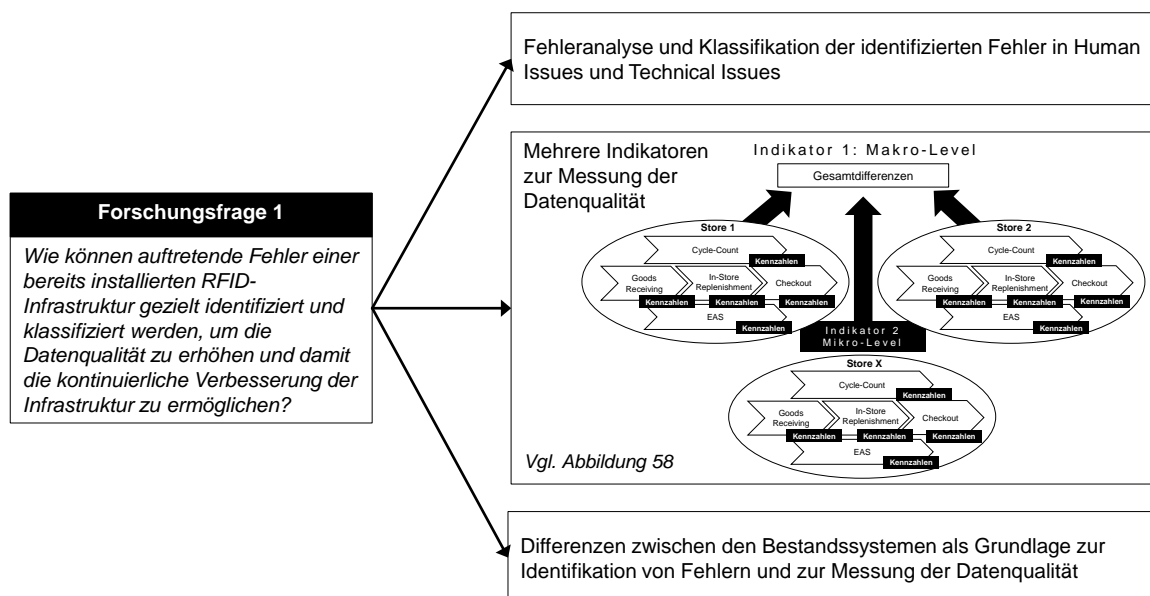 Fehleranalyse und Klassifikation der identifizierten Fehler in Human
Issues und Technical Issues
Forschungsfrage 1
Wie können auftretende Fehler einer
bereits installierten RFID-
Infrastruktur gezielt identifiziert und
klassifiziert werden, um die
Datenqualität zu erhöhen und damit
die kontinuierliche Verbesserung der
Infrastruktur zu ermöglichen?
Mehrere Indikatoren
zur Messung der
Datenqualität
Indikator 1: Makro-Level
Gesamtdifferenzen
Store 1
Cycle-Count
Kennzahlen
Goods
Receiving
In-Store
Replenishment
Checkout
Kennzahlen
Kennzahlen
Kennzahlen
EAS
Kennzahlen
Store 2
Cycle-Count
Kennzahlen
Goods
Receiving
In-Store
Replenishment
Checkout
Kennzahlen
Kennzahlen
Kennzahlen
EAS
Kennzahlen
Indikator 2
Mikro-Level
Store X
Cycle-Count
Kennzahlen
Goods
Receiving
In-Store
Replenishment
Checkout
Kennzahlen
Kennzahlen
Kennzahlen
EAS
Kennzahlen
Vgl. Abbildung 58
Differenzen zwischen den Bestandssystemen als Grundlage zur
Identifikation von Fehlern und zur Messung der Datenqualität